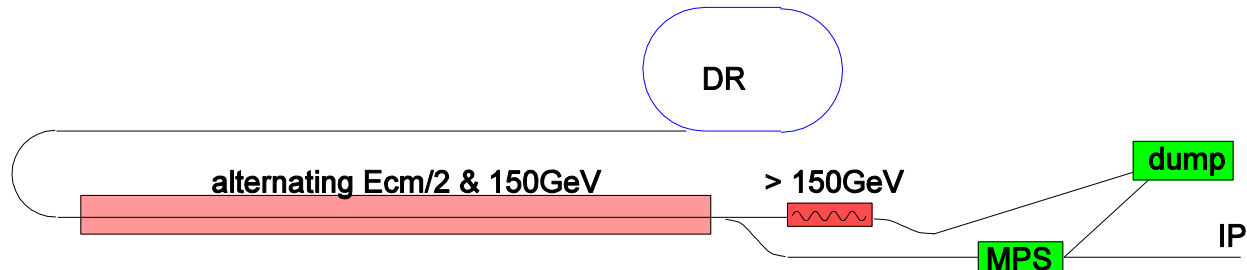 DR
alternating Ecm/2 & 150GeV
> 150GeV
dump
IP
MPS